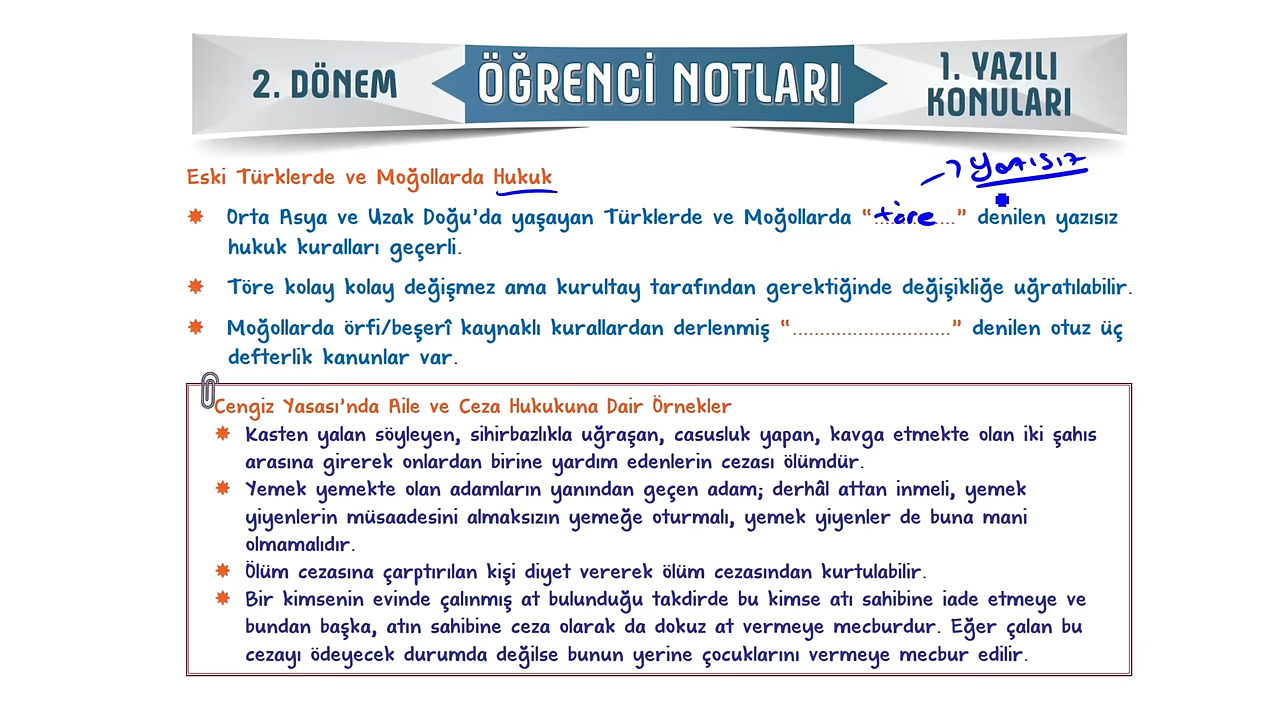 2. DÖNEM
ÖĞRENCİ NOTLARI
1. YAZILI
KONULARI
Eski Türklerde ve Moğollarda Hukuk
→ Yazısız
Orta Asya ve Uzak Doğu'da yaşayan Türklerde ve Moğollarda “töre...” denilen yazısız
hukuk kuralları geçerli.
Töre kolay kolay değişmez ama kurultay tarafından gerektiğinde değişikliğe uğratılabilir.
Moğollarda örfi/beşerî kaynaklı kurallardan derlenmiş “............................” denilen otuz üç
defterlik kanunlar var.
Cengiz Yasası'nda Aile ve Ceza Hukukuna Dair Örnekler
Kasten yalan söyleyen, sihirbazlıkla uğraşan, casusluk yapan, kavga etmekte olan iki şahıs
arasına girerek onlardan birine yardım edenlerin cezası ölümdür.
Yemek yemekte olan adamların yanından geçen adam; derhâl attan inmeli, yemek
yiyenlerin müsaadesini almaksızın yemeğe oturmalı, yemek yiyenler de buna mani
olmamalıdır.
Ölüm cezasına çarptırılan kişi diyet vererek ölüm cezasından kurtulabilir.
Bir kimsenin evinde çalınmış at bulunduğu takdirde bu kimse atı sahibine iade etmeye ve
bundan başka, atın sahibine ceza olarak da dokuz at vermeye mecburdur. Eğer çalan bu
cezayı ödeyecek durumda değilse bunun yerine çocuklarını vermeye mecbur edilir.